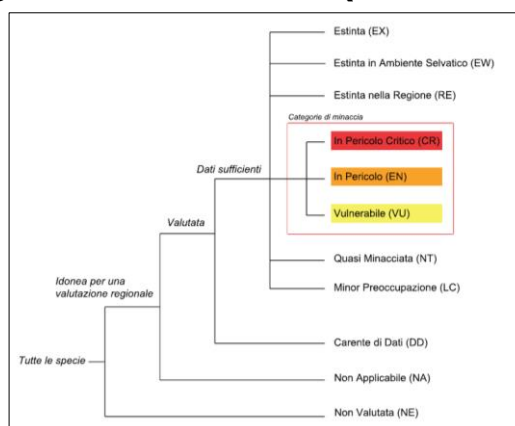 Estinta (EX)
Estinta in Ambiente Selvatico (EW)
Estinta nella Regione (RE)
Categorie di minaccia
In Pericolo Critico (CR)
Dati sufficienti
In Pericolo (EN)
Vulnerabile (VU)
Valutata
Quasi Minacciata (NT)
Idonea per una
valutazione regionale
Minor Preoccupazione (LC)
Carente di Dati (DD)
Tutte le specie
Non Applicabile (NA)
Non Valutata (NE)